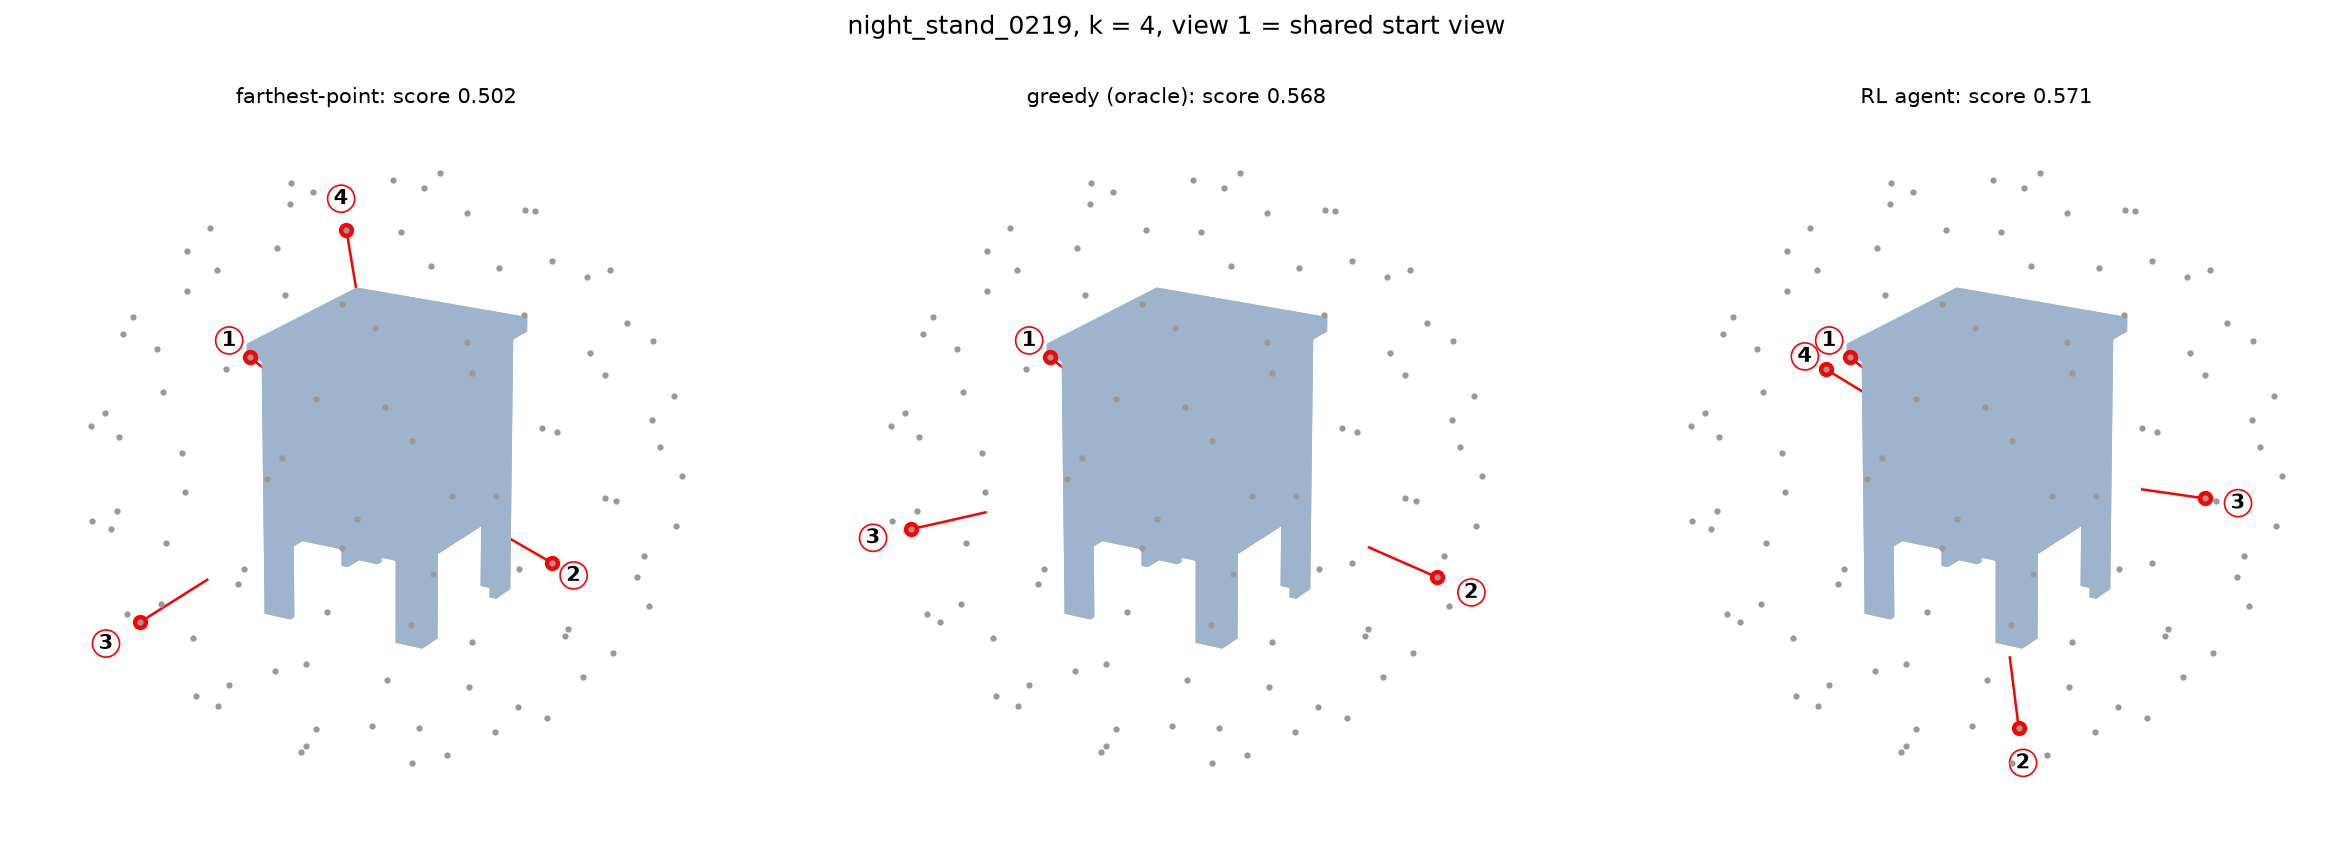 night_stand_0219, k = 4, view 1 = shared start view
farthest-point: score 0.502
4
1
2
3
greedy (oracle): score 0.568
1
3
2
RL agent: score 0.571
1
4
3
2